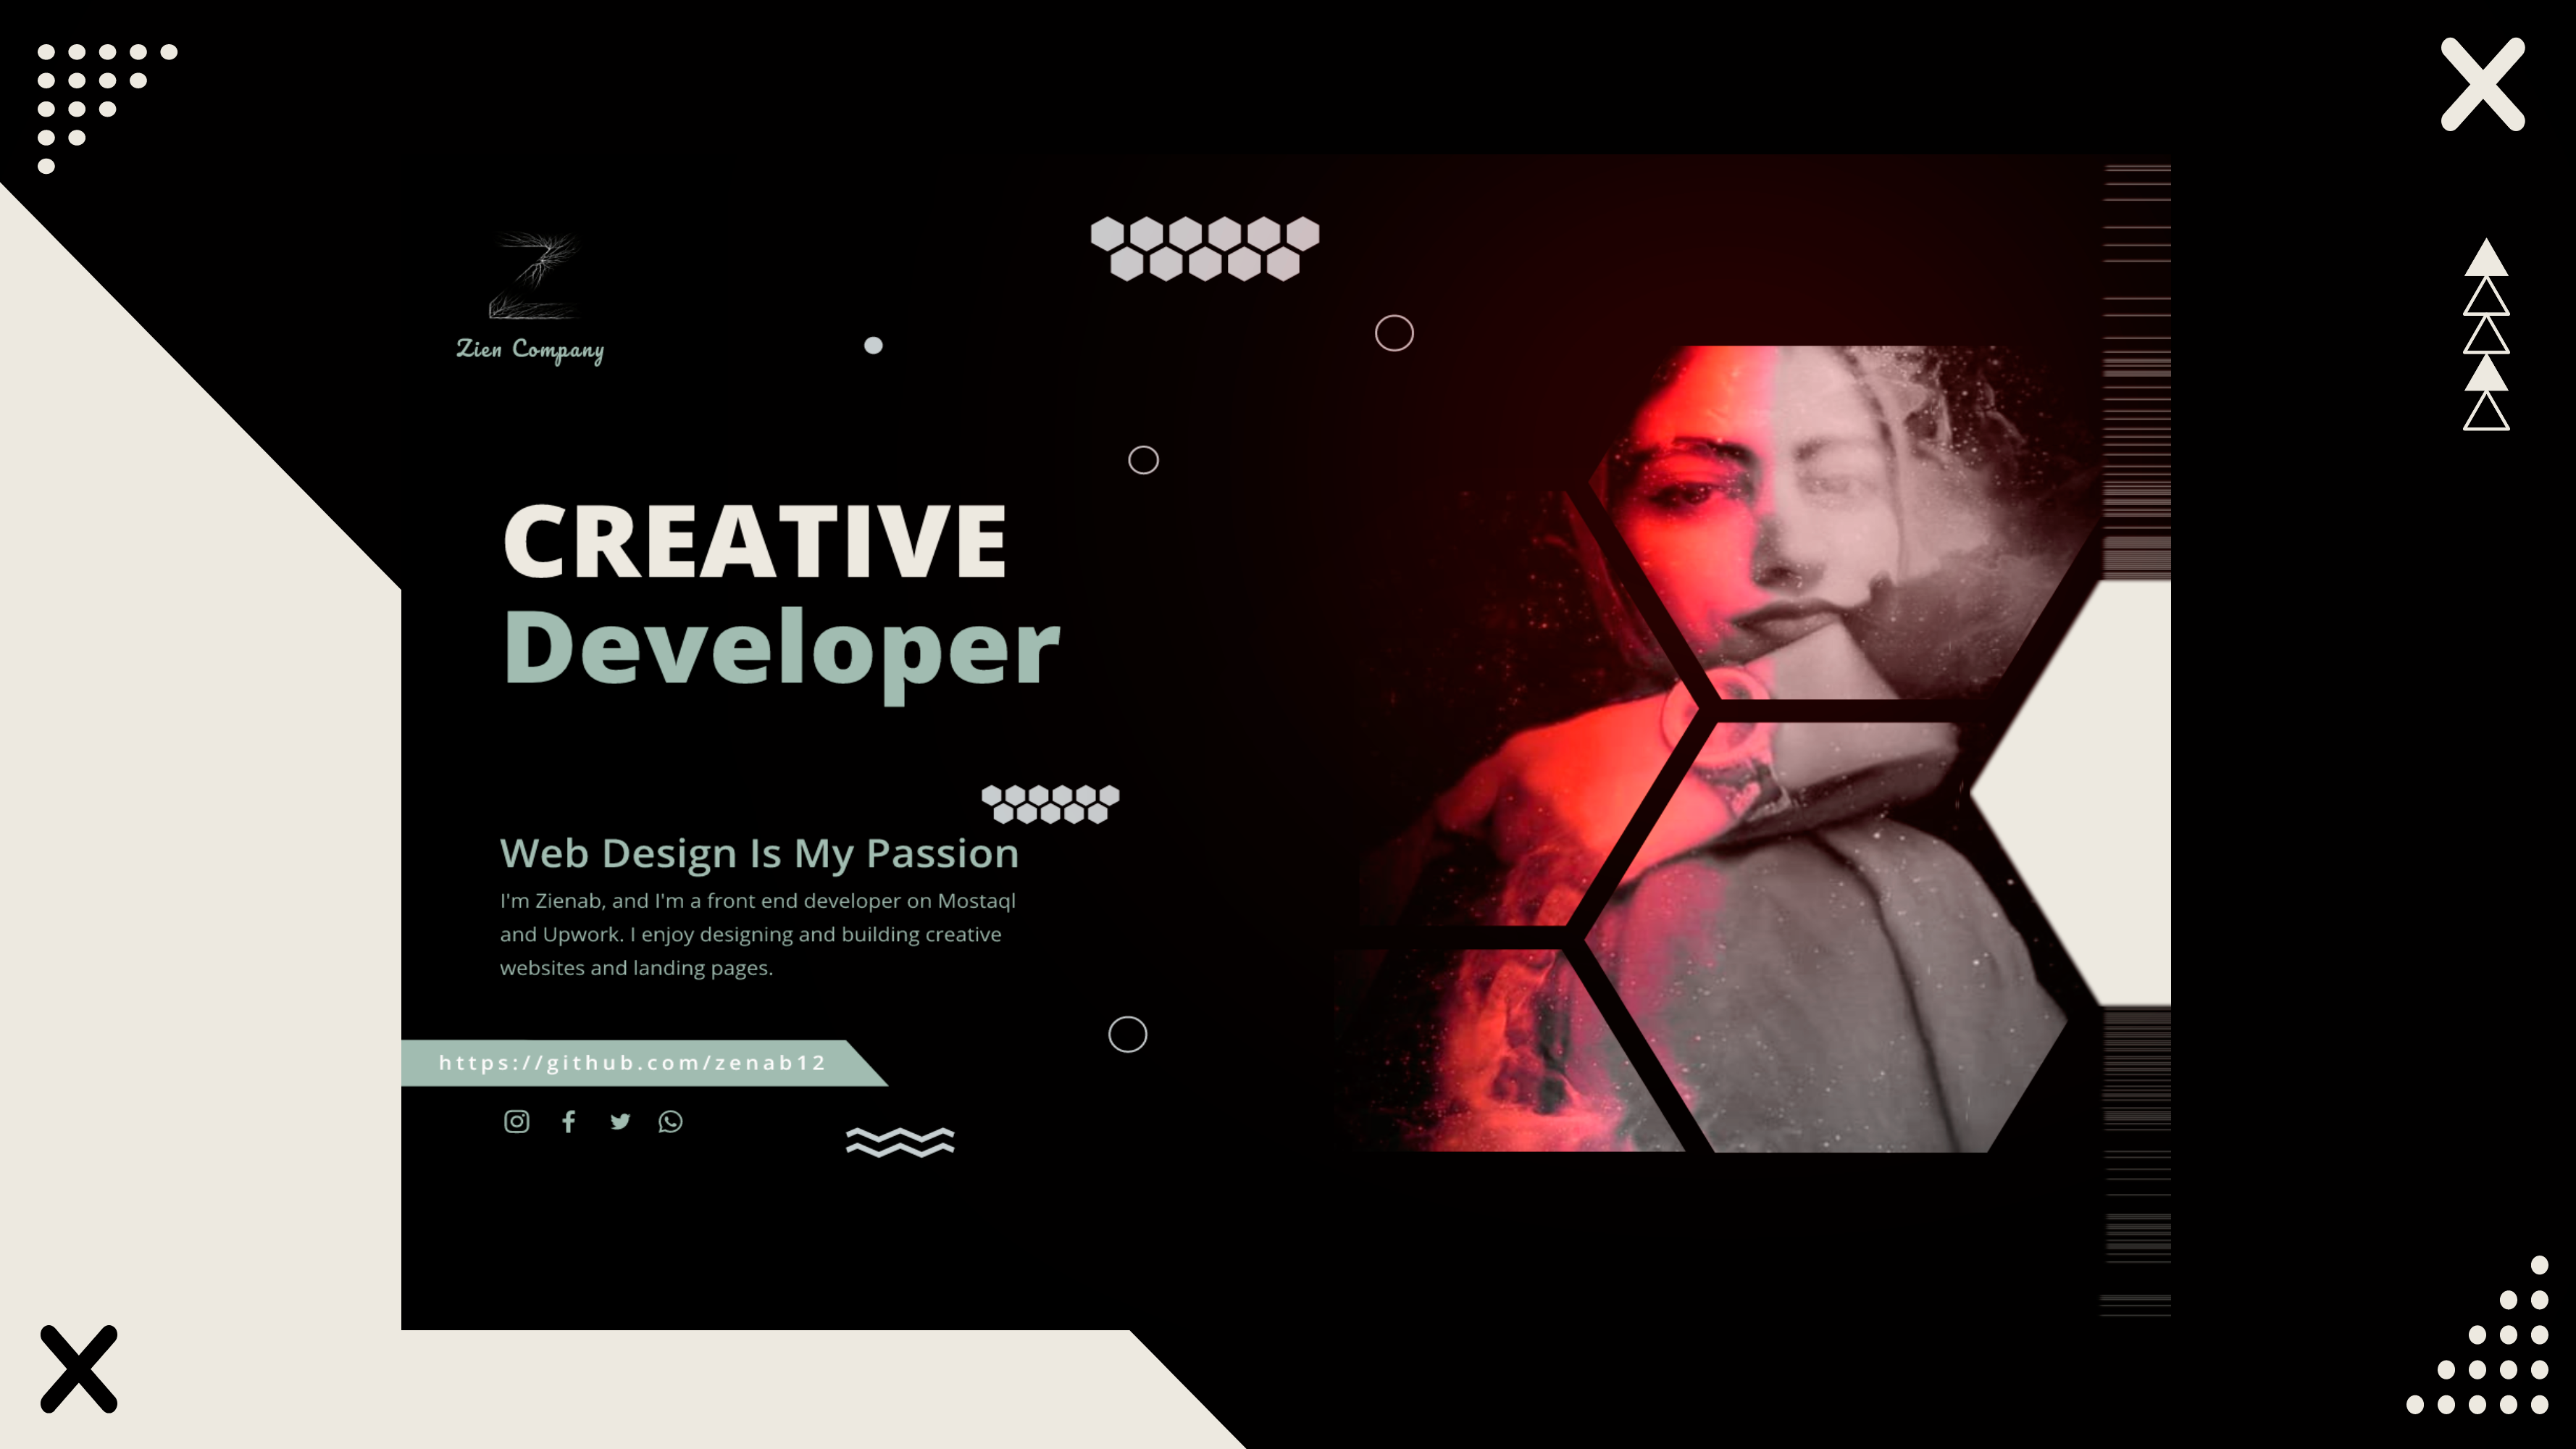 Z
Zien Company
CREATIVE
Developer
Web Design Is My Passion
I'm Zienab, and I'm a front end developer on Mostaql
and Upwork. I enjoy designing and building creative
websites and landing pages.
https://github.com/zenab12